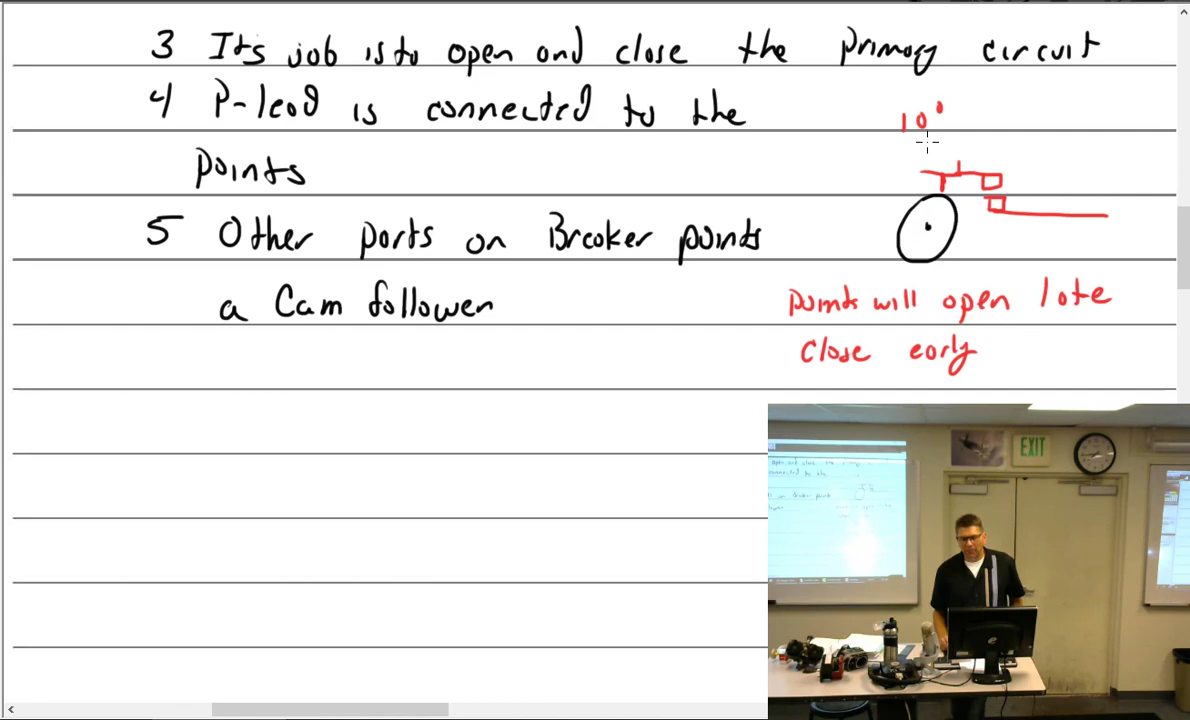 3 It's job is to open and close the primary circuit
4 P-lead is connected to the
points
5 Other parts on Breaker points
a Cam follower
10°
points will open late
close early
EXIT